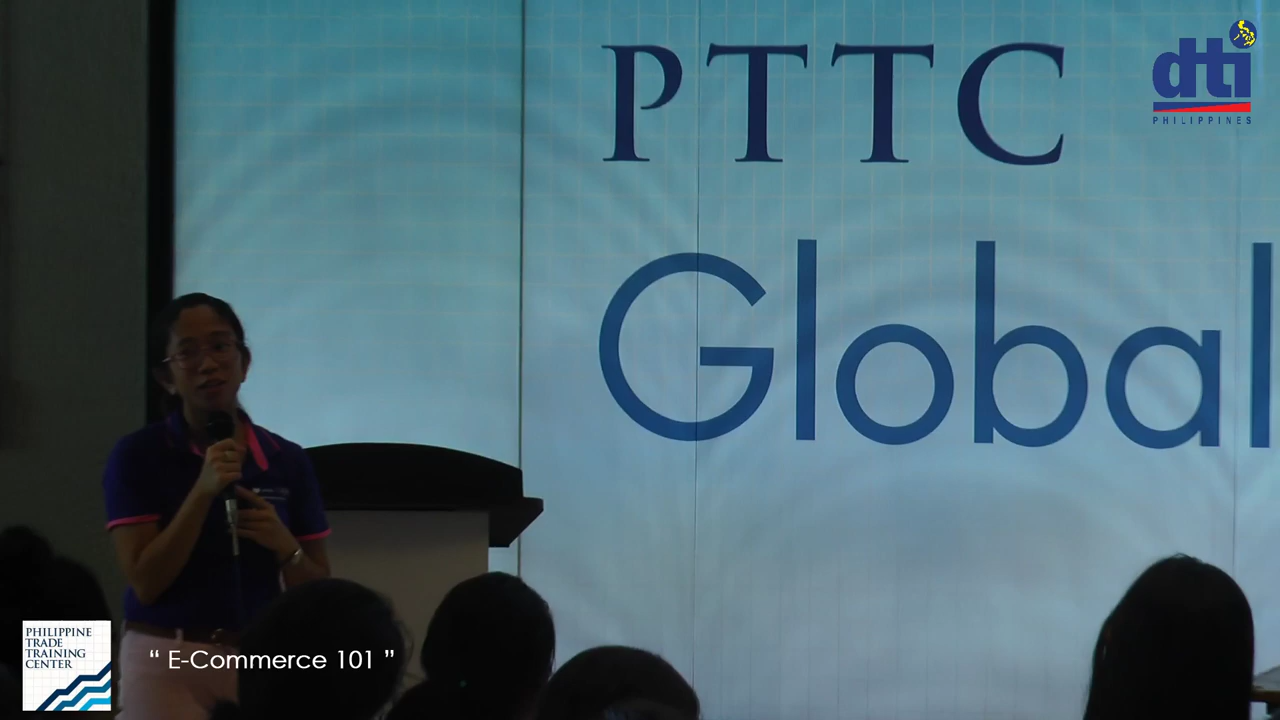 PTTC
Global
dti
PHILIPPINES
PHILIPPINE
TRADE
TRAINING
CENTER
“ E-Commerce 101 ”